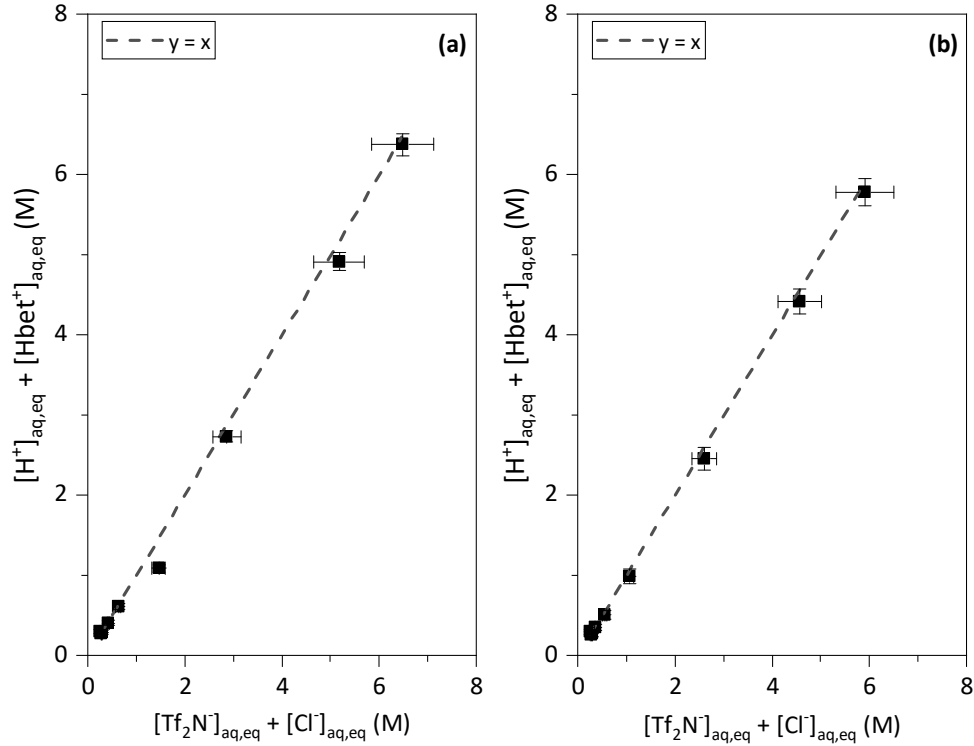 y = x
(a)
8
6
4
2
0
[H⁺]aq,eq + [Hbet⁺]aq,eq (M)
0 2 4 6 8
[Tf₂N⁻]aq,eq + [Cl⁻]aq,eq (M)
y = x
(b)
8
6
4
2
0
[H⁺]aq,eq + [Hbet⁺]aq,eq (M)
0 2 4 6 8
[Tf₂N⁻]aq,eq + [Cl⁻]aq,eq (M)